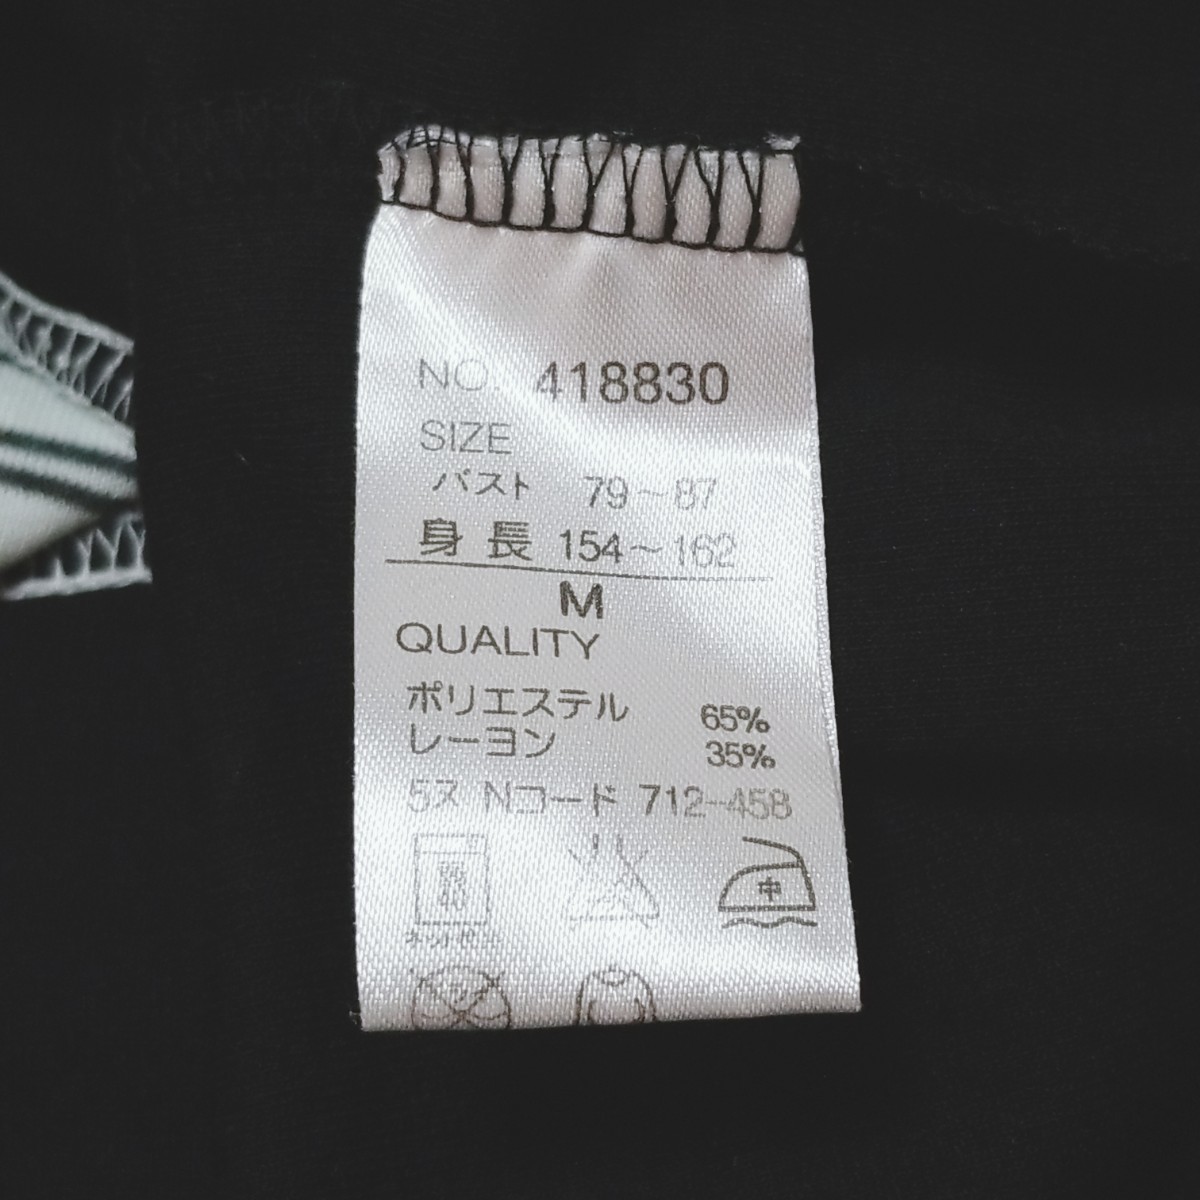 NO. 418830
SIZE
バスト 79～87
身長 154～162
M
QUALITY
ポリエステル 65%
レーヨン 35%
5ヌ Nコード 712-458
40 中